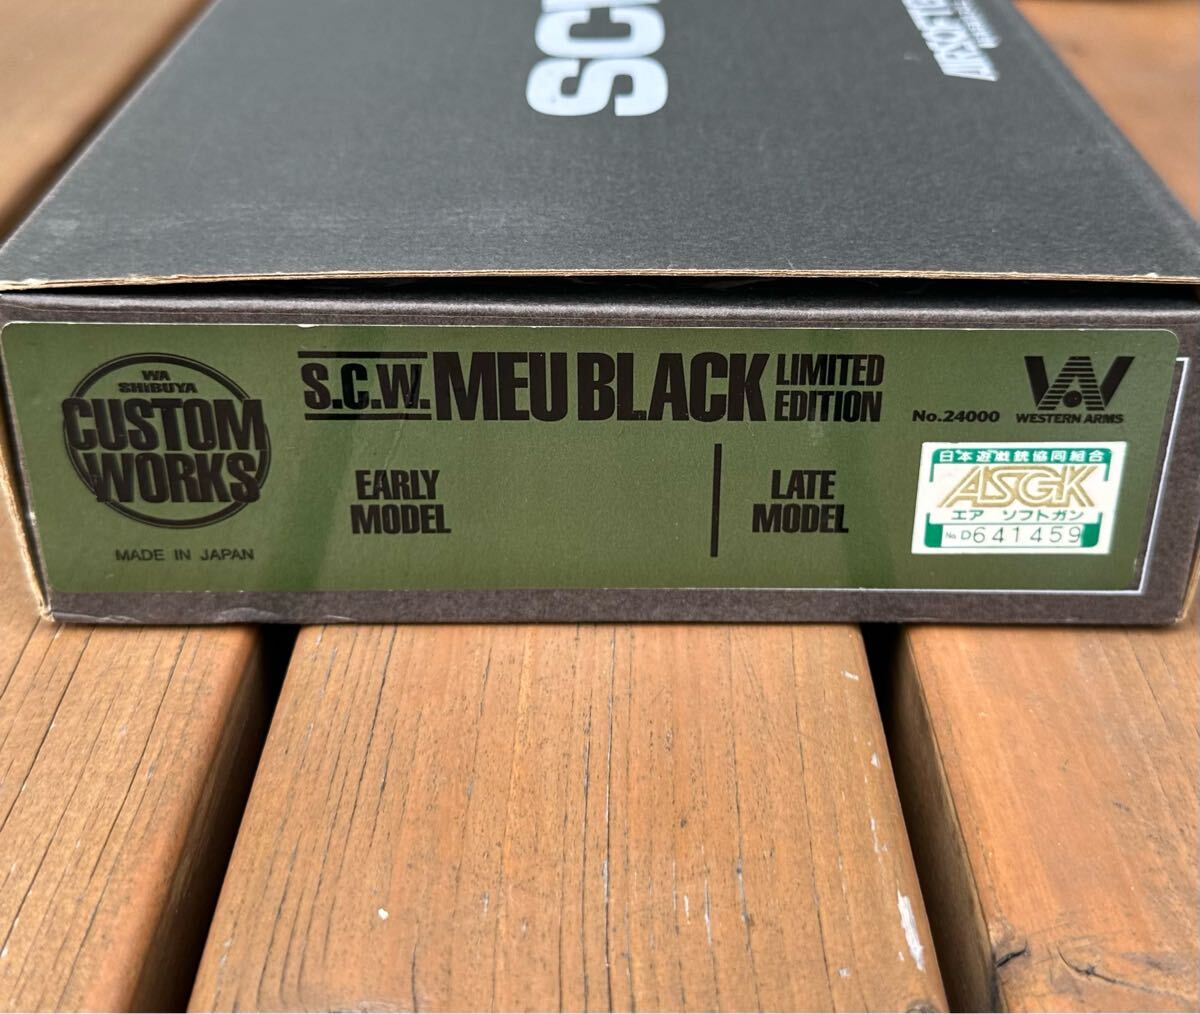 SCW
WA
SHIBUYA
CUSTOM
WORKS
MADE IN JAPAN
S.C.W. MEU BLACK LIMITED EDITION
EARLY
MODEL
LATE
MODEL
No.24000
WESTERN ARMS
日本遊戯銃協同組合
ASGK
エア ソフトガン
No D641459